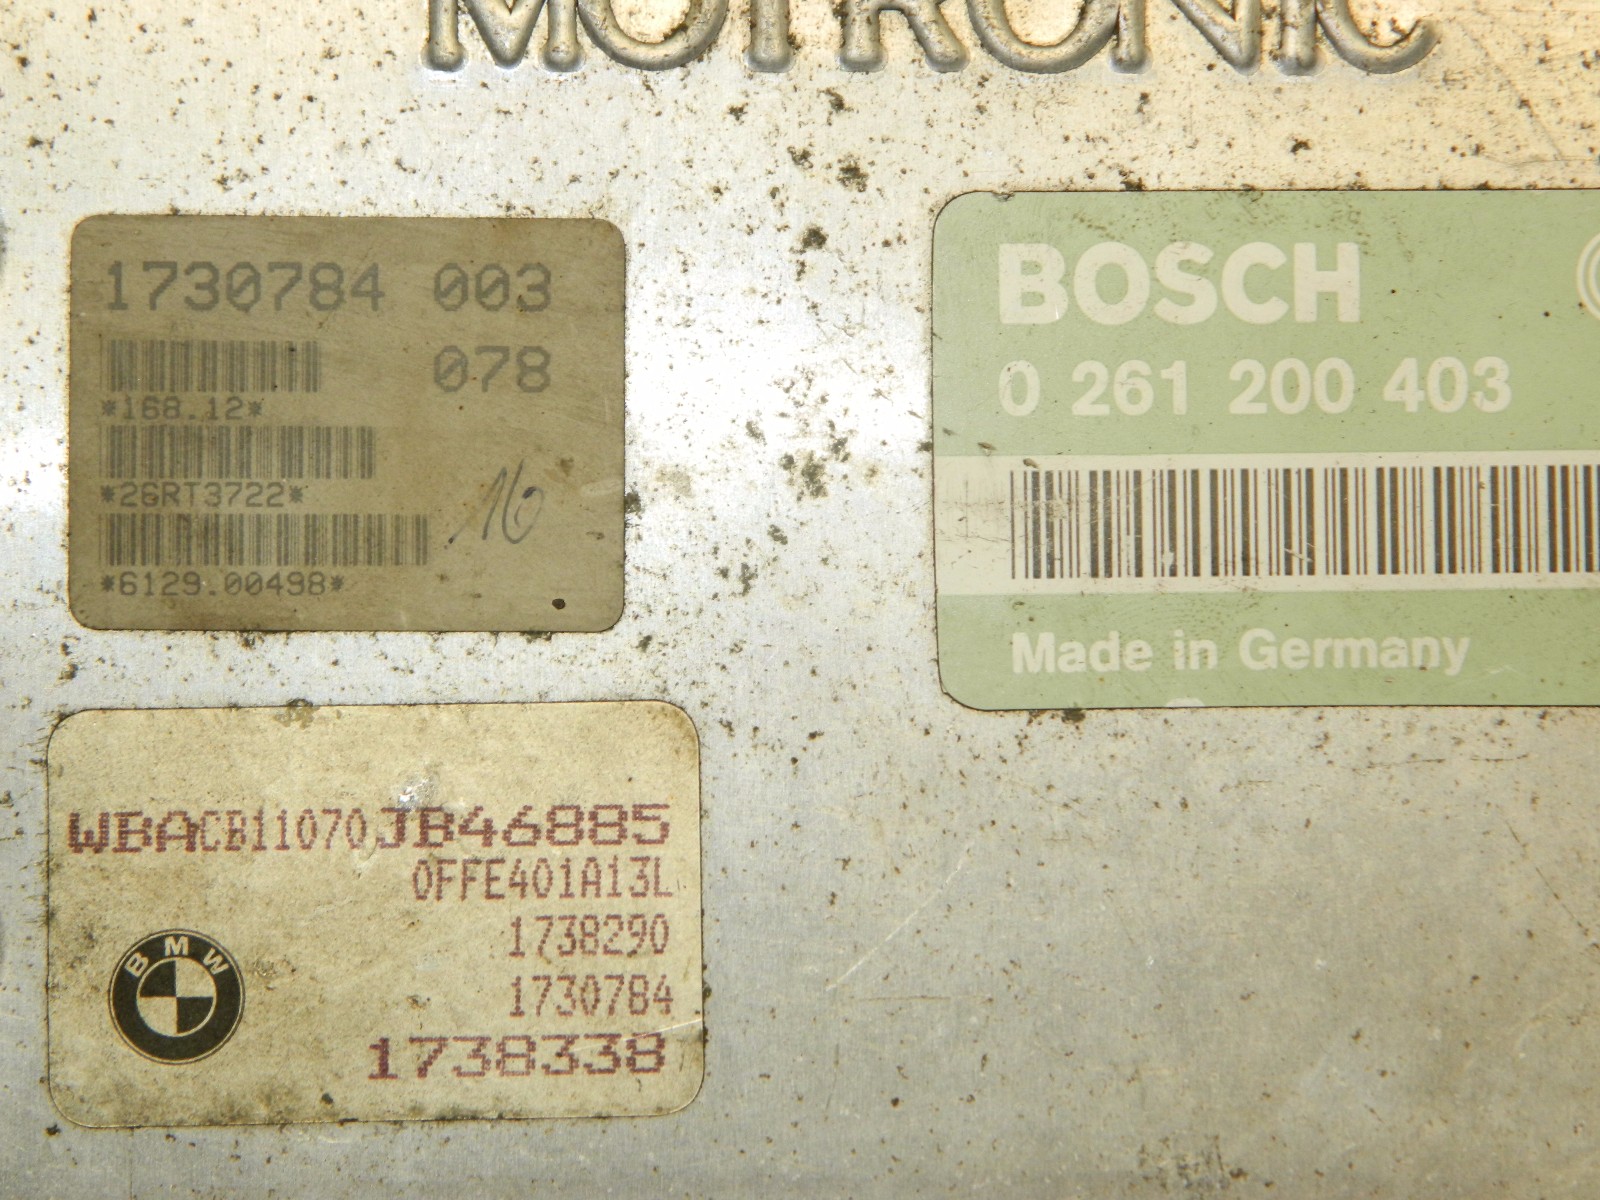 MOTRONIC
1730784 003
078
*168.12*
*26RT3722*
16
*6129.00498*
BOSCH
0 261 200 403
Made in Germany
WBACB11070JB46885
0FFE401A13L
1738290
1730784
BMW
1738338